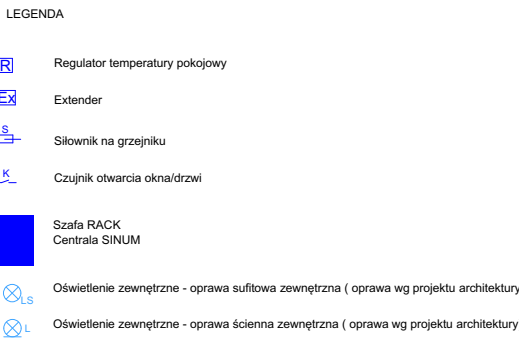 LEGENDA
R Regulator temperatury pokojowy
Ex Extender
S
Siłownik na grzejniku
K Czujnik otwarcia okna/drzwi
Szafa RACK
Centrala SINUM
LS Oświetlenie zewnętrzne - oprawa sufitowa zewnętrzna ( oprawa wg projektu architektury
L Oświetlenie zewnętrzne - oprawa ścienna zewnętrzna ( oprawa wg projektu architektury